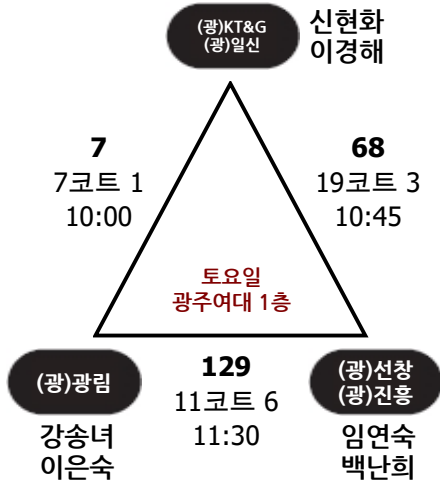 (광)KT&G
(광)일신
신현화
이경해
7
7코트 1
10:00
68
19코트 3
10:45
토요일
광주여대 1층
(광)광림
강송녀
이은숙
129
11코트 6
11:30
(광)선창
(광)진흥
임연숙
백난희